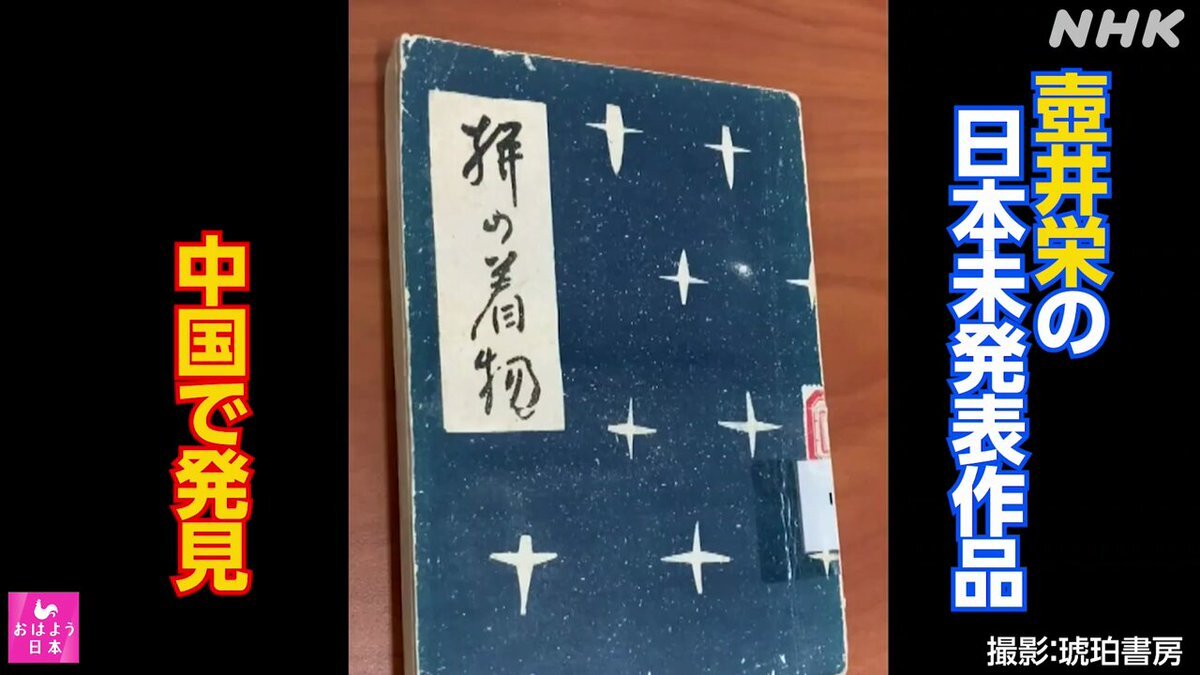 NHK
壺井栄の
日本未発表作品
絣の着物
中国で発見
おはよう
日本
撮影:琥珀書房